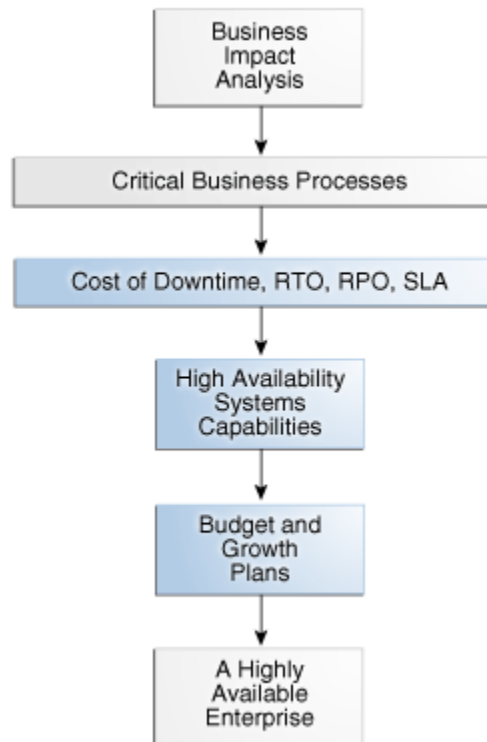 Business
Impact
Analysis
Critical Business Processes
Cost of Downtime, RTO, RPO, SLA
High Availability
Systems
Capabilities
Budget and
Growth
Plans
A Highly
Available
Enterprise